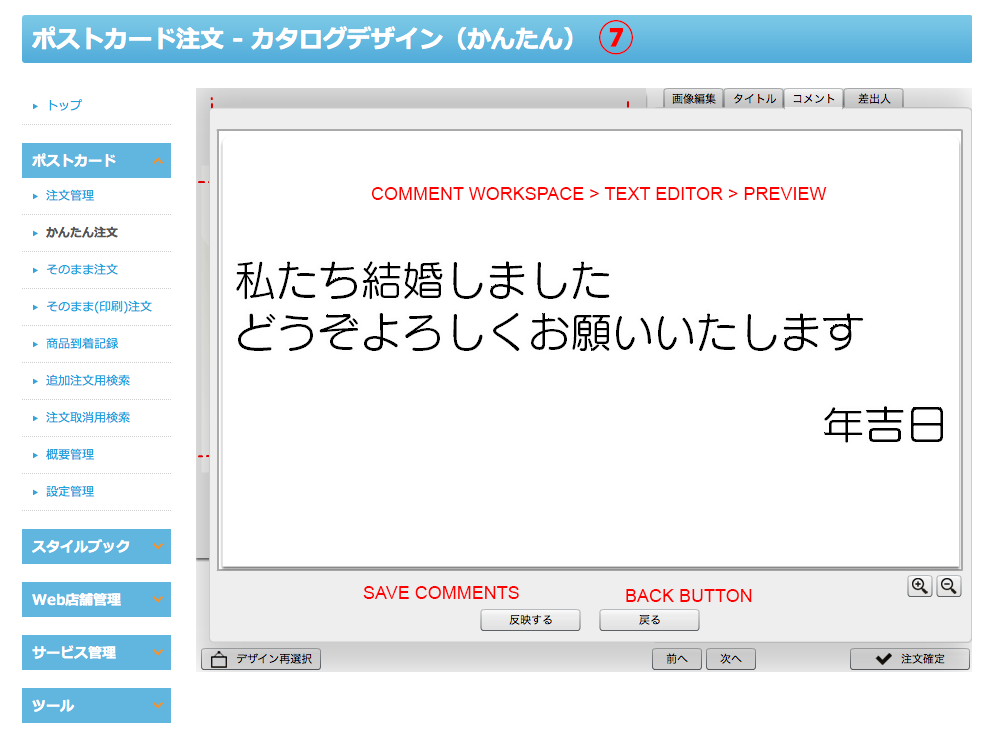 ポストカード注文 - カタログデザイン（かんたん） ⑦
トップ
ポストカード
注文管理
かんたん注文
そのまま注文
そのまま(印刷)注文
商品到着記録
追加注文用検索
注文取消用検索
概要管理
設定管理
スタイルブック
Web店舗管理
サービス管理
ツール
画像編集 タイトル コメント 差出人
COMMENT WORKSPACE > TEXT EDITOR > PREVIEW
私たち結婚しました
どうぞよろしくお願いいたします
年吉日
SAVE COMMENTS BACK BUTTON
反映する 戻る
デザイン再選択 前へ 次へ 注文確定